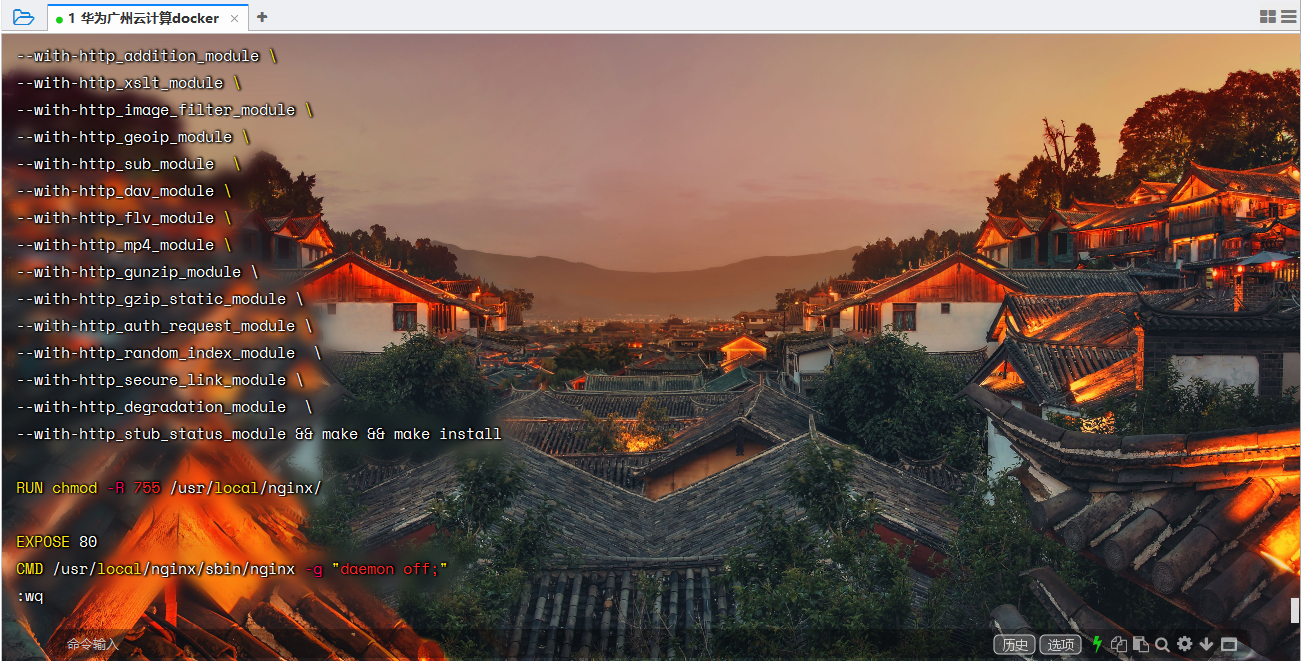 1 华为广州云计算docker × +
--with-http_addition_module \
--with-http_xslt_module \
--with-http_image_filter_module \
--with-http_geoip_module \
--with-http_sub_module  \
--with-http_dav_module \
--with-http_flv_module \
--with-http_mp4_module \
--with-http_gunzip_module \
--with-http_gzip_static_module \
--with-http_auth_request_module \
--with-http_random_index_module  \
--with-http_secure_link_module \
--with-http_degradation_module  \
--with-http_stub_status_module && make && make install
RUN chmod -R 755 /usr/local/nginx/
EXPOSE 80
CMD /usr/local/nginx/sbin/nginx -g "daemon off;"
:wq
命令输入 历史 选项